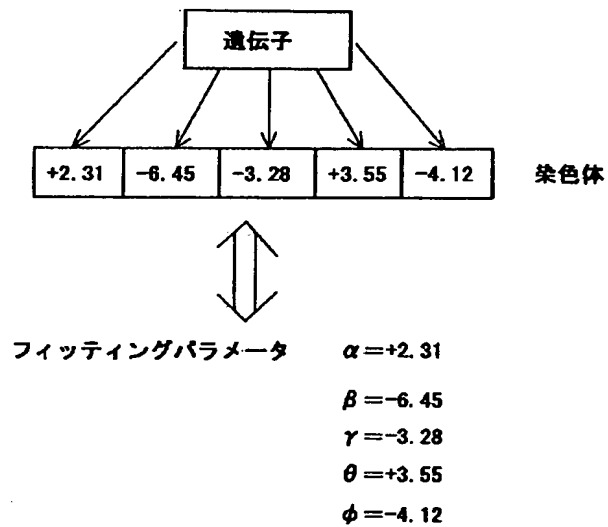 遺伝子
+2.31 -6.45 -3.28 +3.55 -4.12 染色体
フィッティングパラメータ α=+2.31
β=-6.45
γ=-3.28
θ=+3.55
φ=-4.12